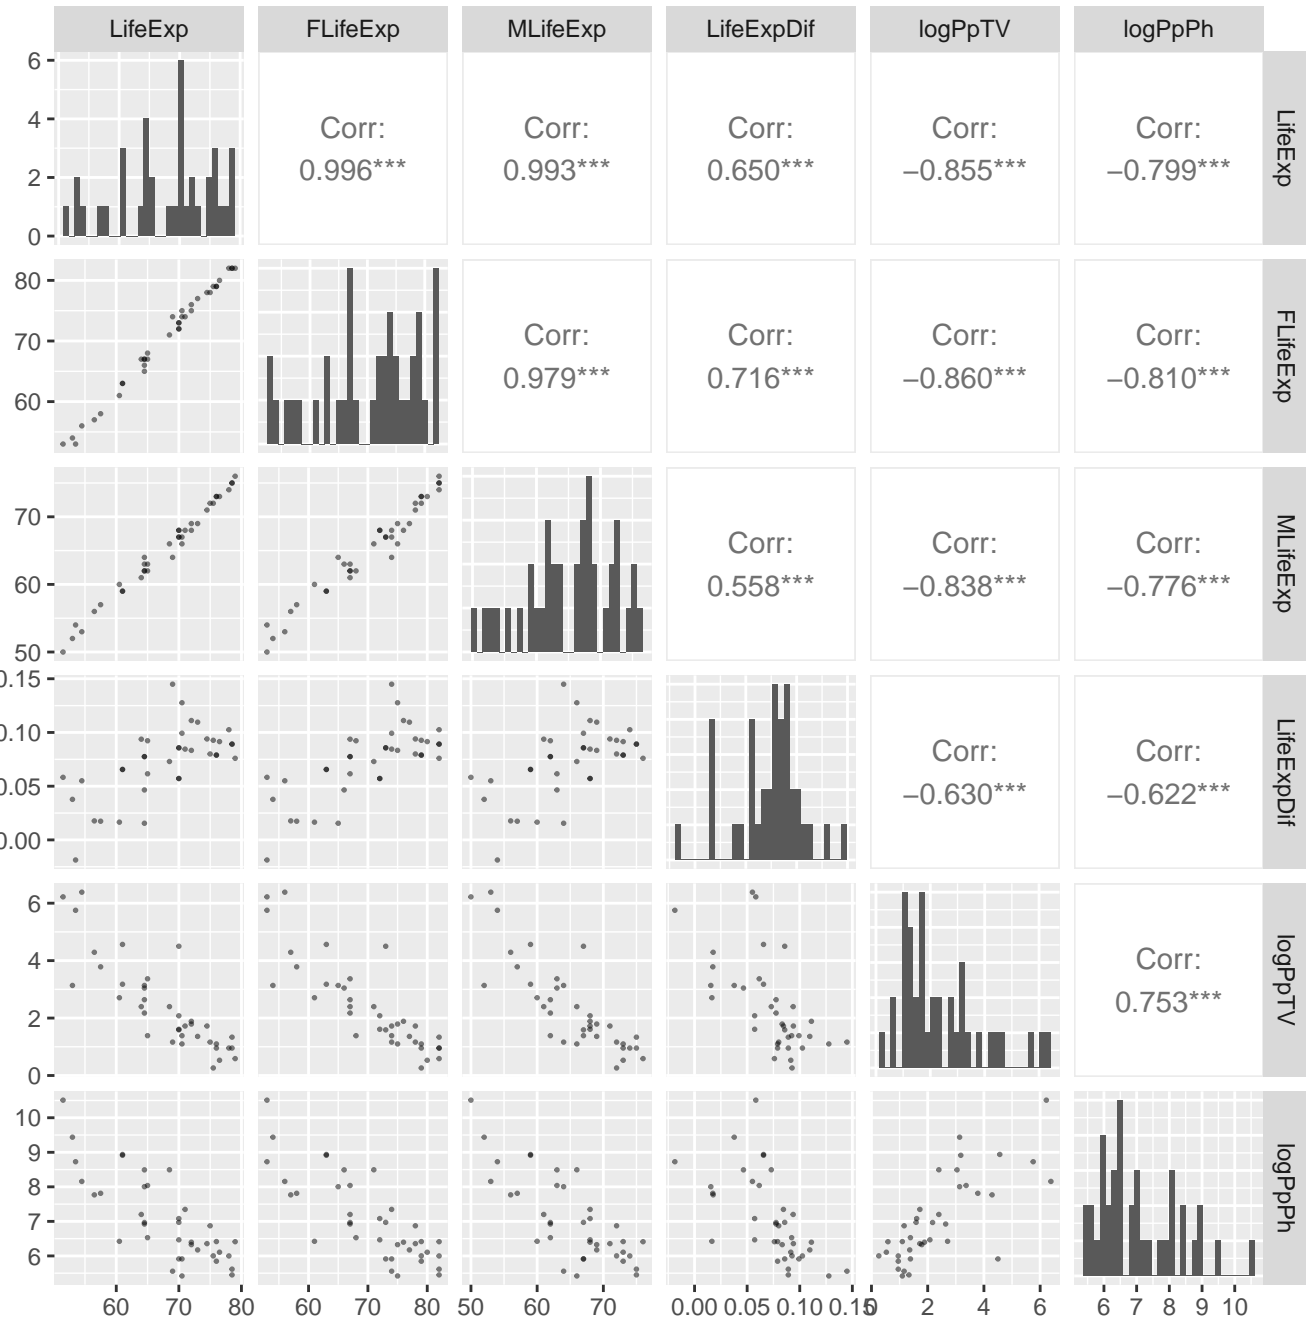 LifeExp FLifeExp MLifeExp LifeExpDif logPpTV logPpPh
6
4
2
0
Corr: Corr: Corr: Corr: Corr:
0.996*** 0.993*** 0.650*** −0.855*** −0.799***
LifeExp
80
70
60
Corr: Corr: Corr: Corr:
0.979*** 0.716*** −0.860*** −0.810***
FLifeExp
70
60
50
Corr: Corr: Corr:
0.558*** −0.838*** −0.776***
MLifeExp
0.15
0.10
0.05
0.00
Corr: Corr:
−0.630*** −0.622***
LifeExpDif
6
4
2
0
Corr:
0.753***
logPpTV
10
9
8
7
6
logPpPh
60 70 80 60 70 80 50 60 70 0.00 0.05 0.10 0.15 0 2 4 6 6 7 8 9 10